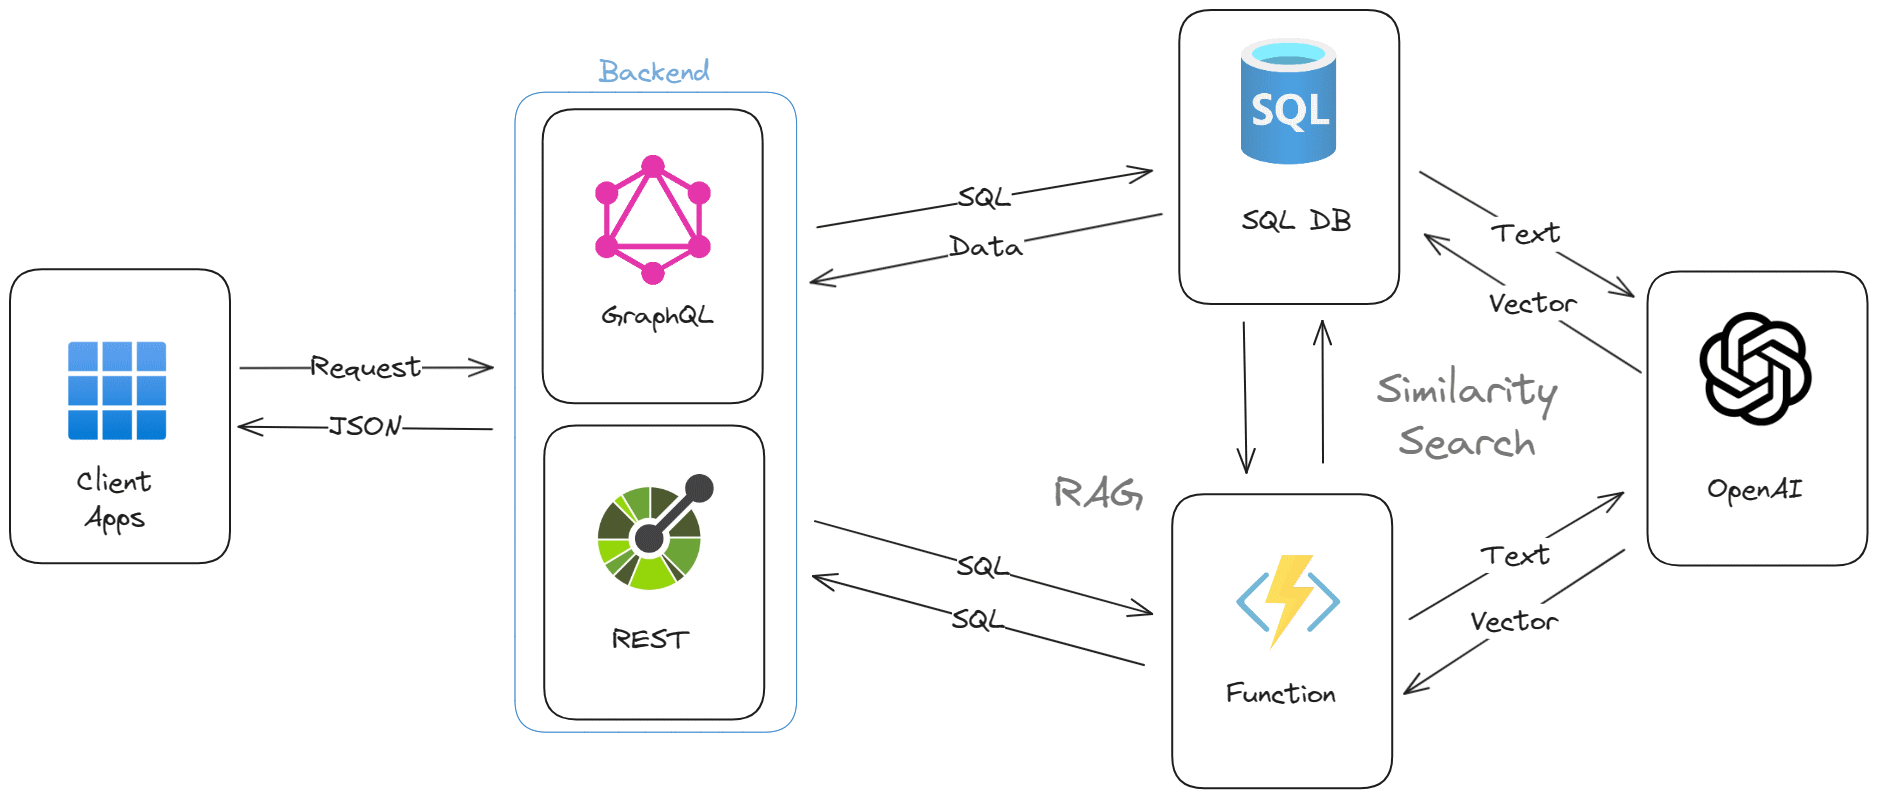 Backend
SQL
SQL DB
GraphQL
SQL
Data
Text
Vector
Client
Apps
Request
JSON
Similarity
Search
RAG
OpenAI
REST
SQL
SQL
Function
Text
Vector